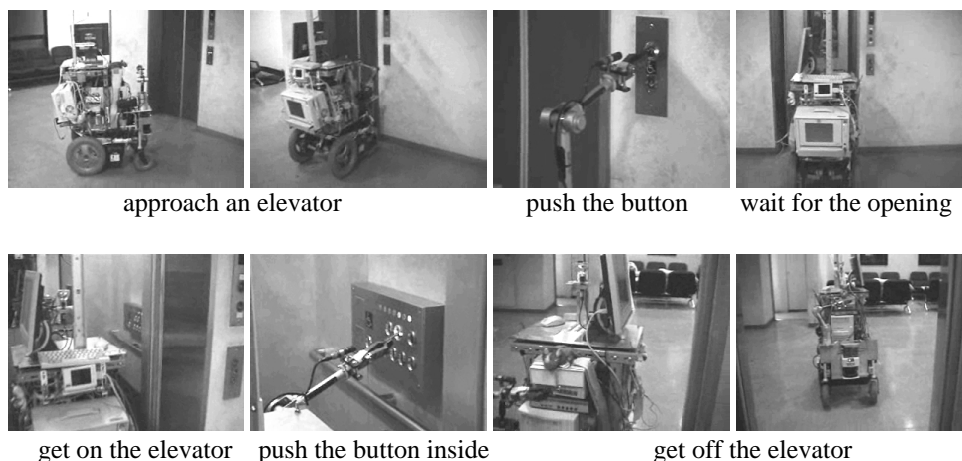 approach an elevator
push the button
wait for the opening
get on the elevator
push the button inside
get off the elevator